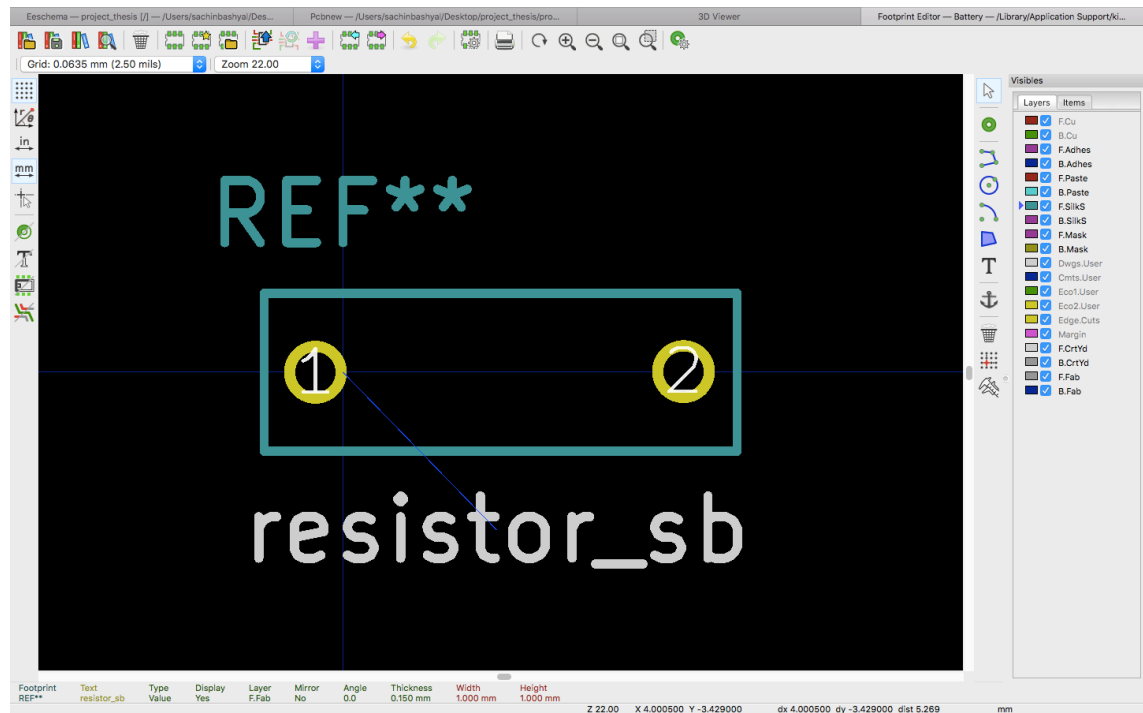 Eeschema — project_thesis [/] — /Users/sachinbashyal/Des...
Pcbnew — /Users/sachinbashyal/Desktop/project_thesis/pro...
3D Viewer
Footprint Editor — Battery — /Library/Application Support/ki...
Grid: 0.0635 mm (2.50 mils)
Zoom 22.00
in
mm
Visibles
Layers Items
F.Cu
B.Cu
F.Adhes
B.Adhes
F.Paste
B.Paste
F.SilkS
B.SilkS
F.Mask
B.Mask
Dwgs.User
Cmts.User
Eco1.User
Eco2.User
Edge.Cuts
Margin
F.CrtYd
B.CrtYd
F.Fab
B.Fab
REF**
1 2
resistor_sb
Footprint Text Type Display Layer Mirror Angle Thickness Width Height
REF** resistor_sb Value Yes F.Fab No 0.0 0.150 mm 1.000 mm 1.000 mm
Z 22.00 X 4.000500 Y -3.429000 dx 4.000500 dy -3.429000 dist 5.269 mm